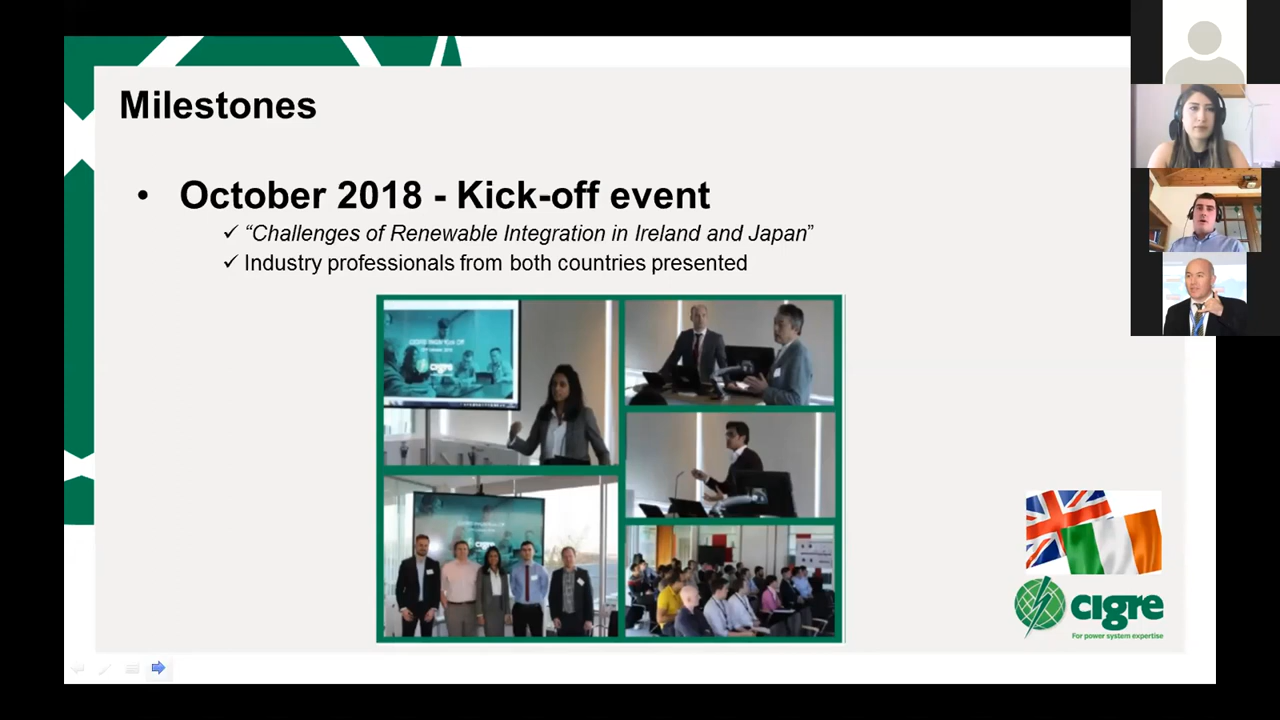 Milestones
• October 2018 - Kick-off event
✓ “Challenges of Renewable Integration in Ireland and Japan”
✓ Industry professionals from both countries presented
cigre
cigre
For power system expertise